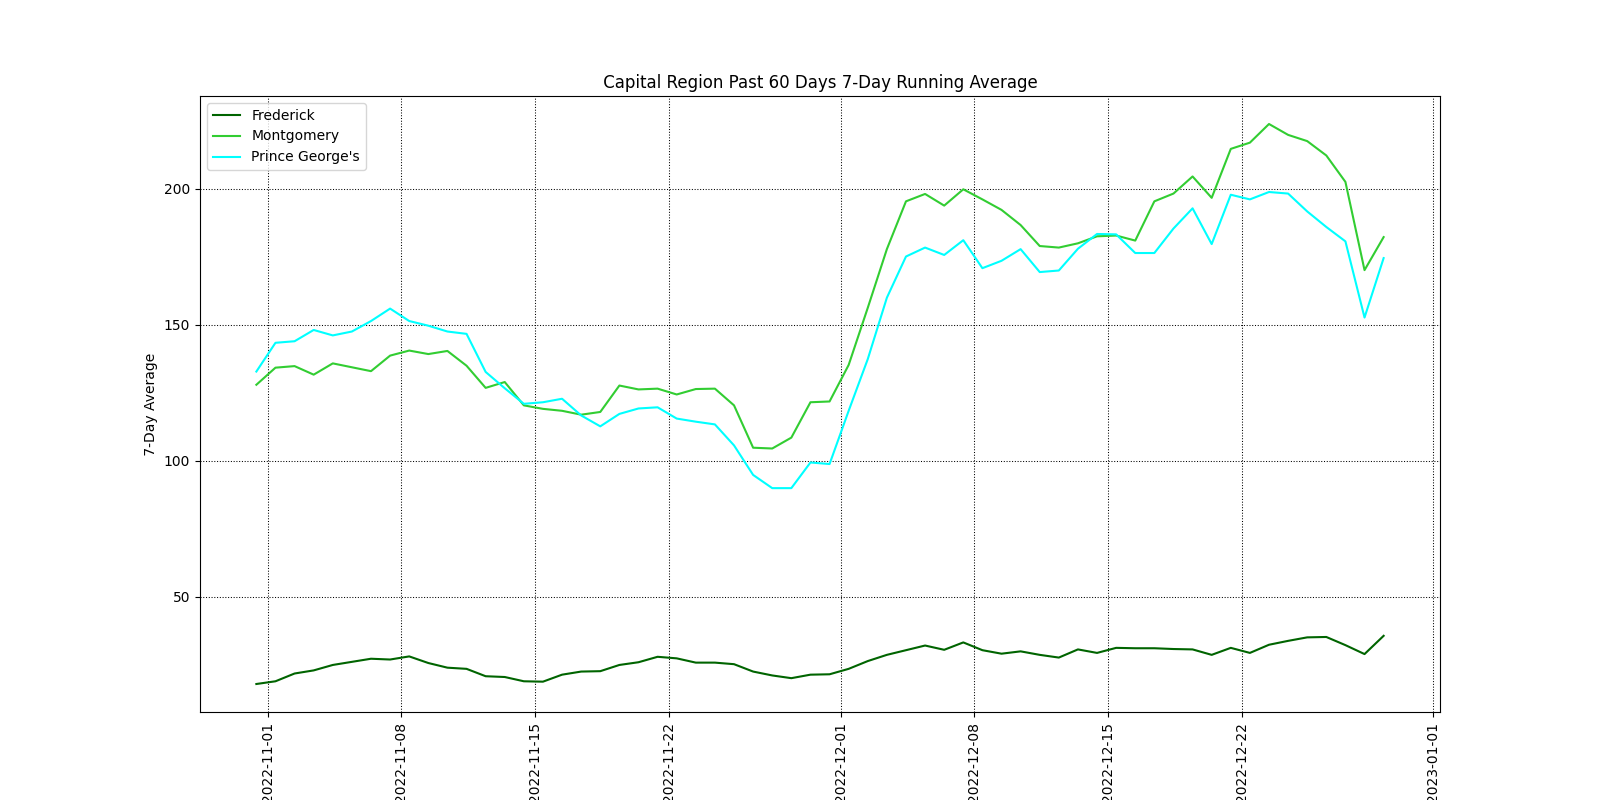 Capital Region Past 60 Days 7-Day Running Average
Frederick
Montgomery
Prince George's
7-Day Average
200
150
100
50
2022-11-01
2022-11-08
2022-11-15
2022-11-22
2022-12-01
2022-12-08
2022-12-15
2022-12-22
2023-01-01